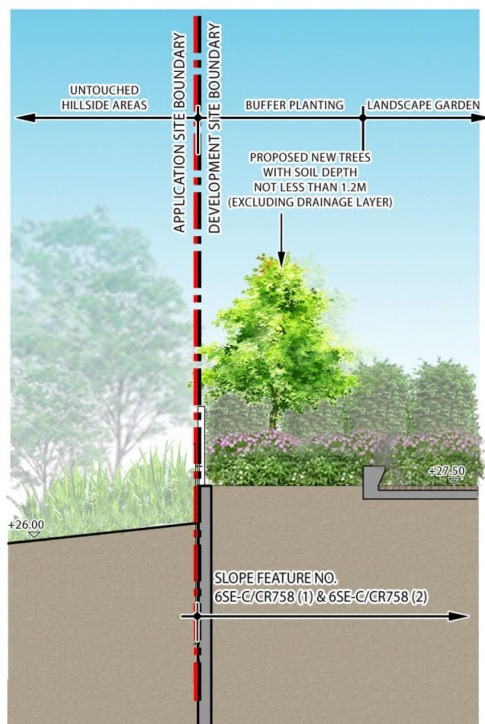 UNTOUCHED
HILLSIDE AREAS
APPLICATION SITE BOUNDARY
DEVELOPMENT SITE BOUNDARY
BUFFER PLANTING
LANDSCAPE GARDEN
PROPOSED NEW TREES
WITH SOIL DEPTH
NOT LESS THAN 1.2M
(EXCLUDING DRAINAGE LAYER)
+27.50
+26.00
SLOPE FEATURE NO.
6SE-C/CR758 (1) & 6SE-C/CR758 (2)